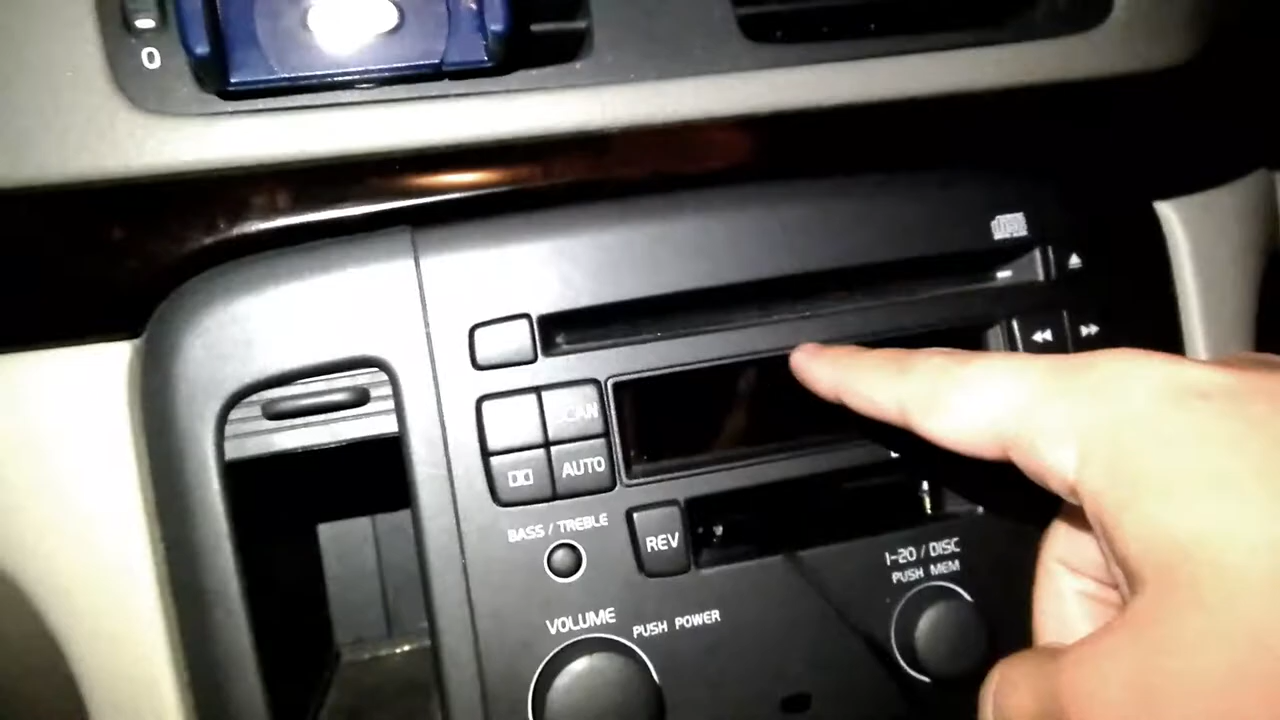 0
SCAN
AUTO
BASS / TREBLE
REV
1-20 / DISC
PUSH MEM
VOLUME
PUSH POWER